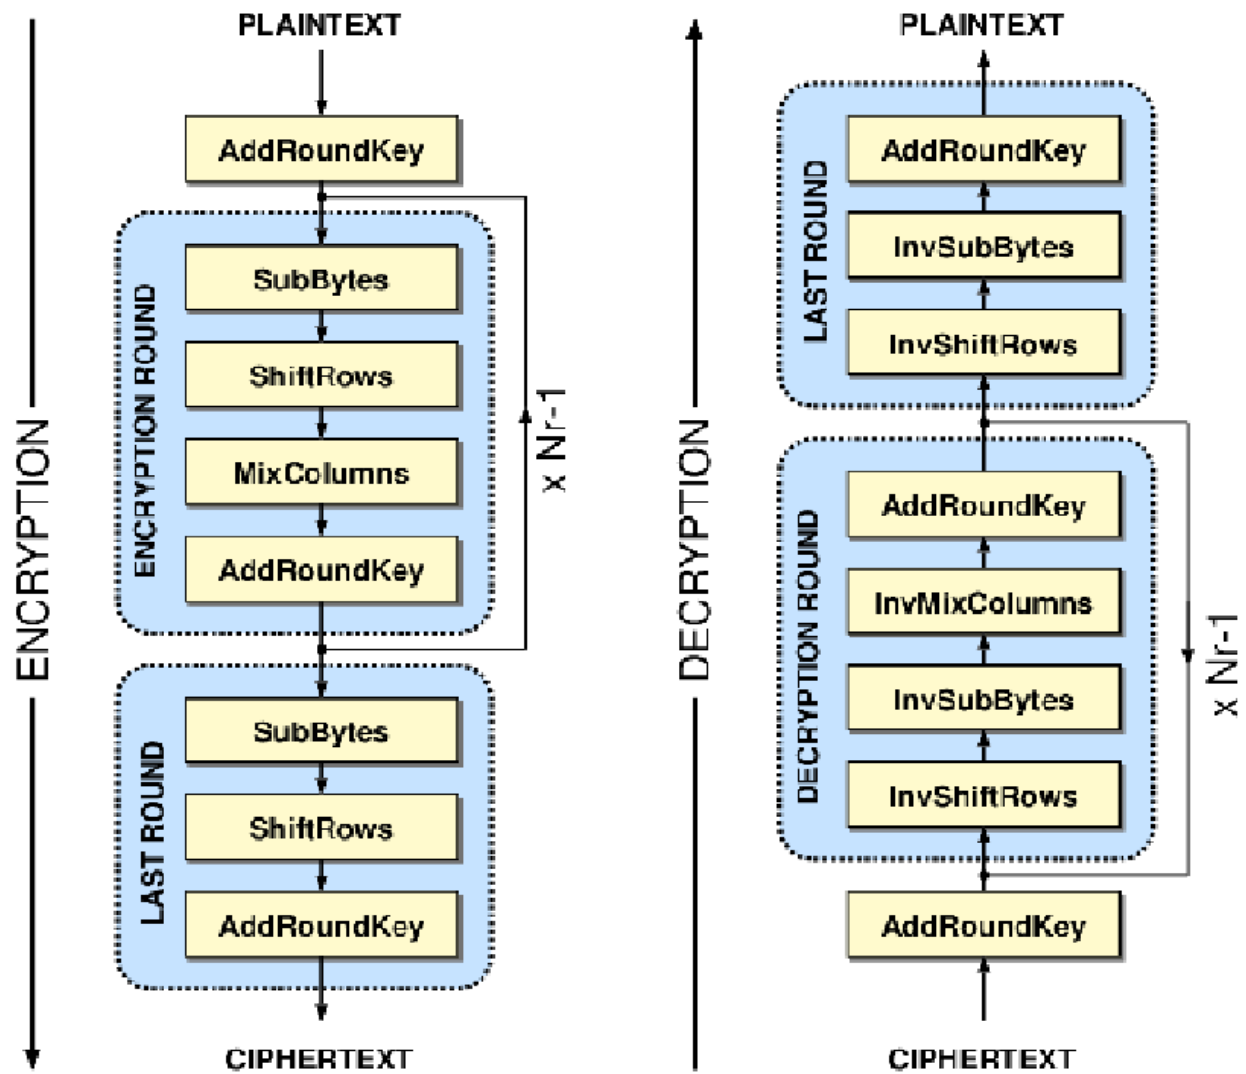 PLAINTEXT
AddRoundKey
ENCRYPTION ROUND
SubBytes
ShiftRows
MixColumns
AddRoundKey
x Nr-1
LAST ROUND
SubBytes
ShiftRows
AddRoundKey
CIPHERTEXT
ENCRYPTION
PLAINTEXT
LAST ROUND
AddRoundKey
InvSubBytes
InvShiftRows
DECRYPTION ROUND
AddRoundKey
InvMixColumns
InvSubBytes
InvShiftRows
x Nr-1
AddRoundKey
CIPHERTEXT
DECRYPTION